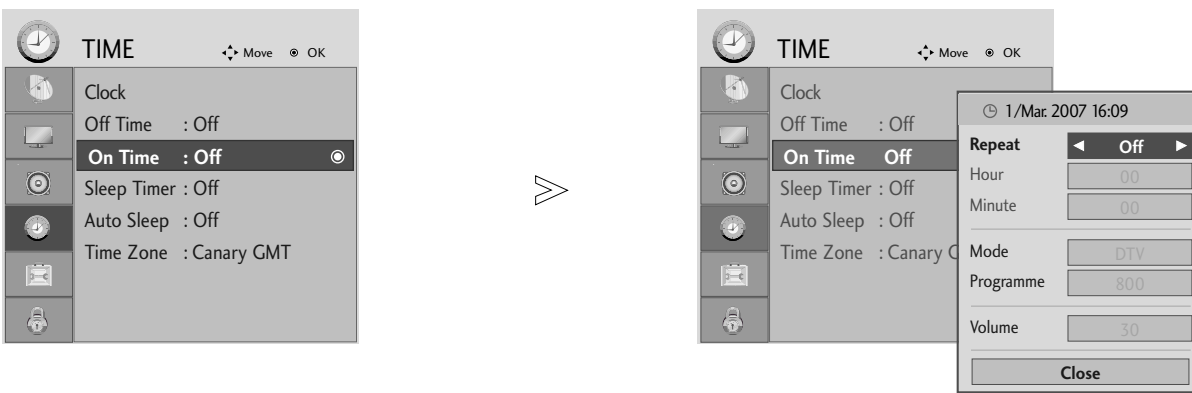 TIME Move OK
Clock
Off Time : Off
On Time : Off
Sleep Timer : Off
Auto Sleep : Off
Time Zone : Canary GMT
TIME Move OK
Clock
Off Time : Off
On Time Off
Sleep Timer : Off
Auto Sleep : Off
Time Zone : Canary G
1/Mar. 2007 16:09
Repeat ◀ Off ▶
Hour 00
Minute 00
Mode DTV
Programme 800
Volume 30
Close